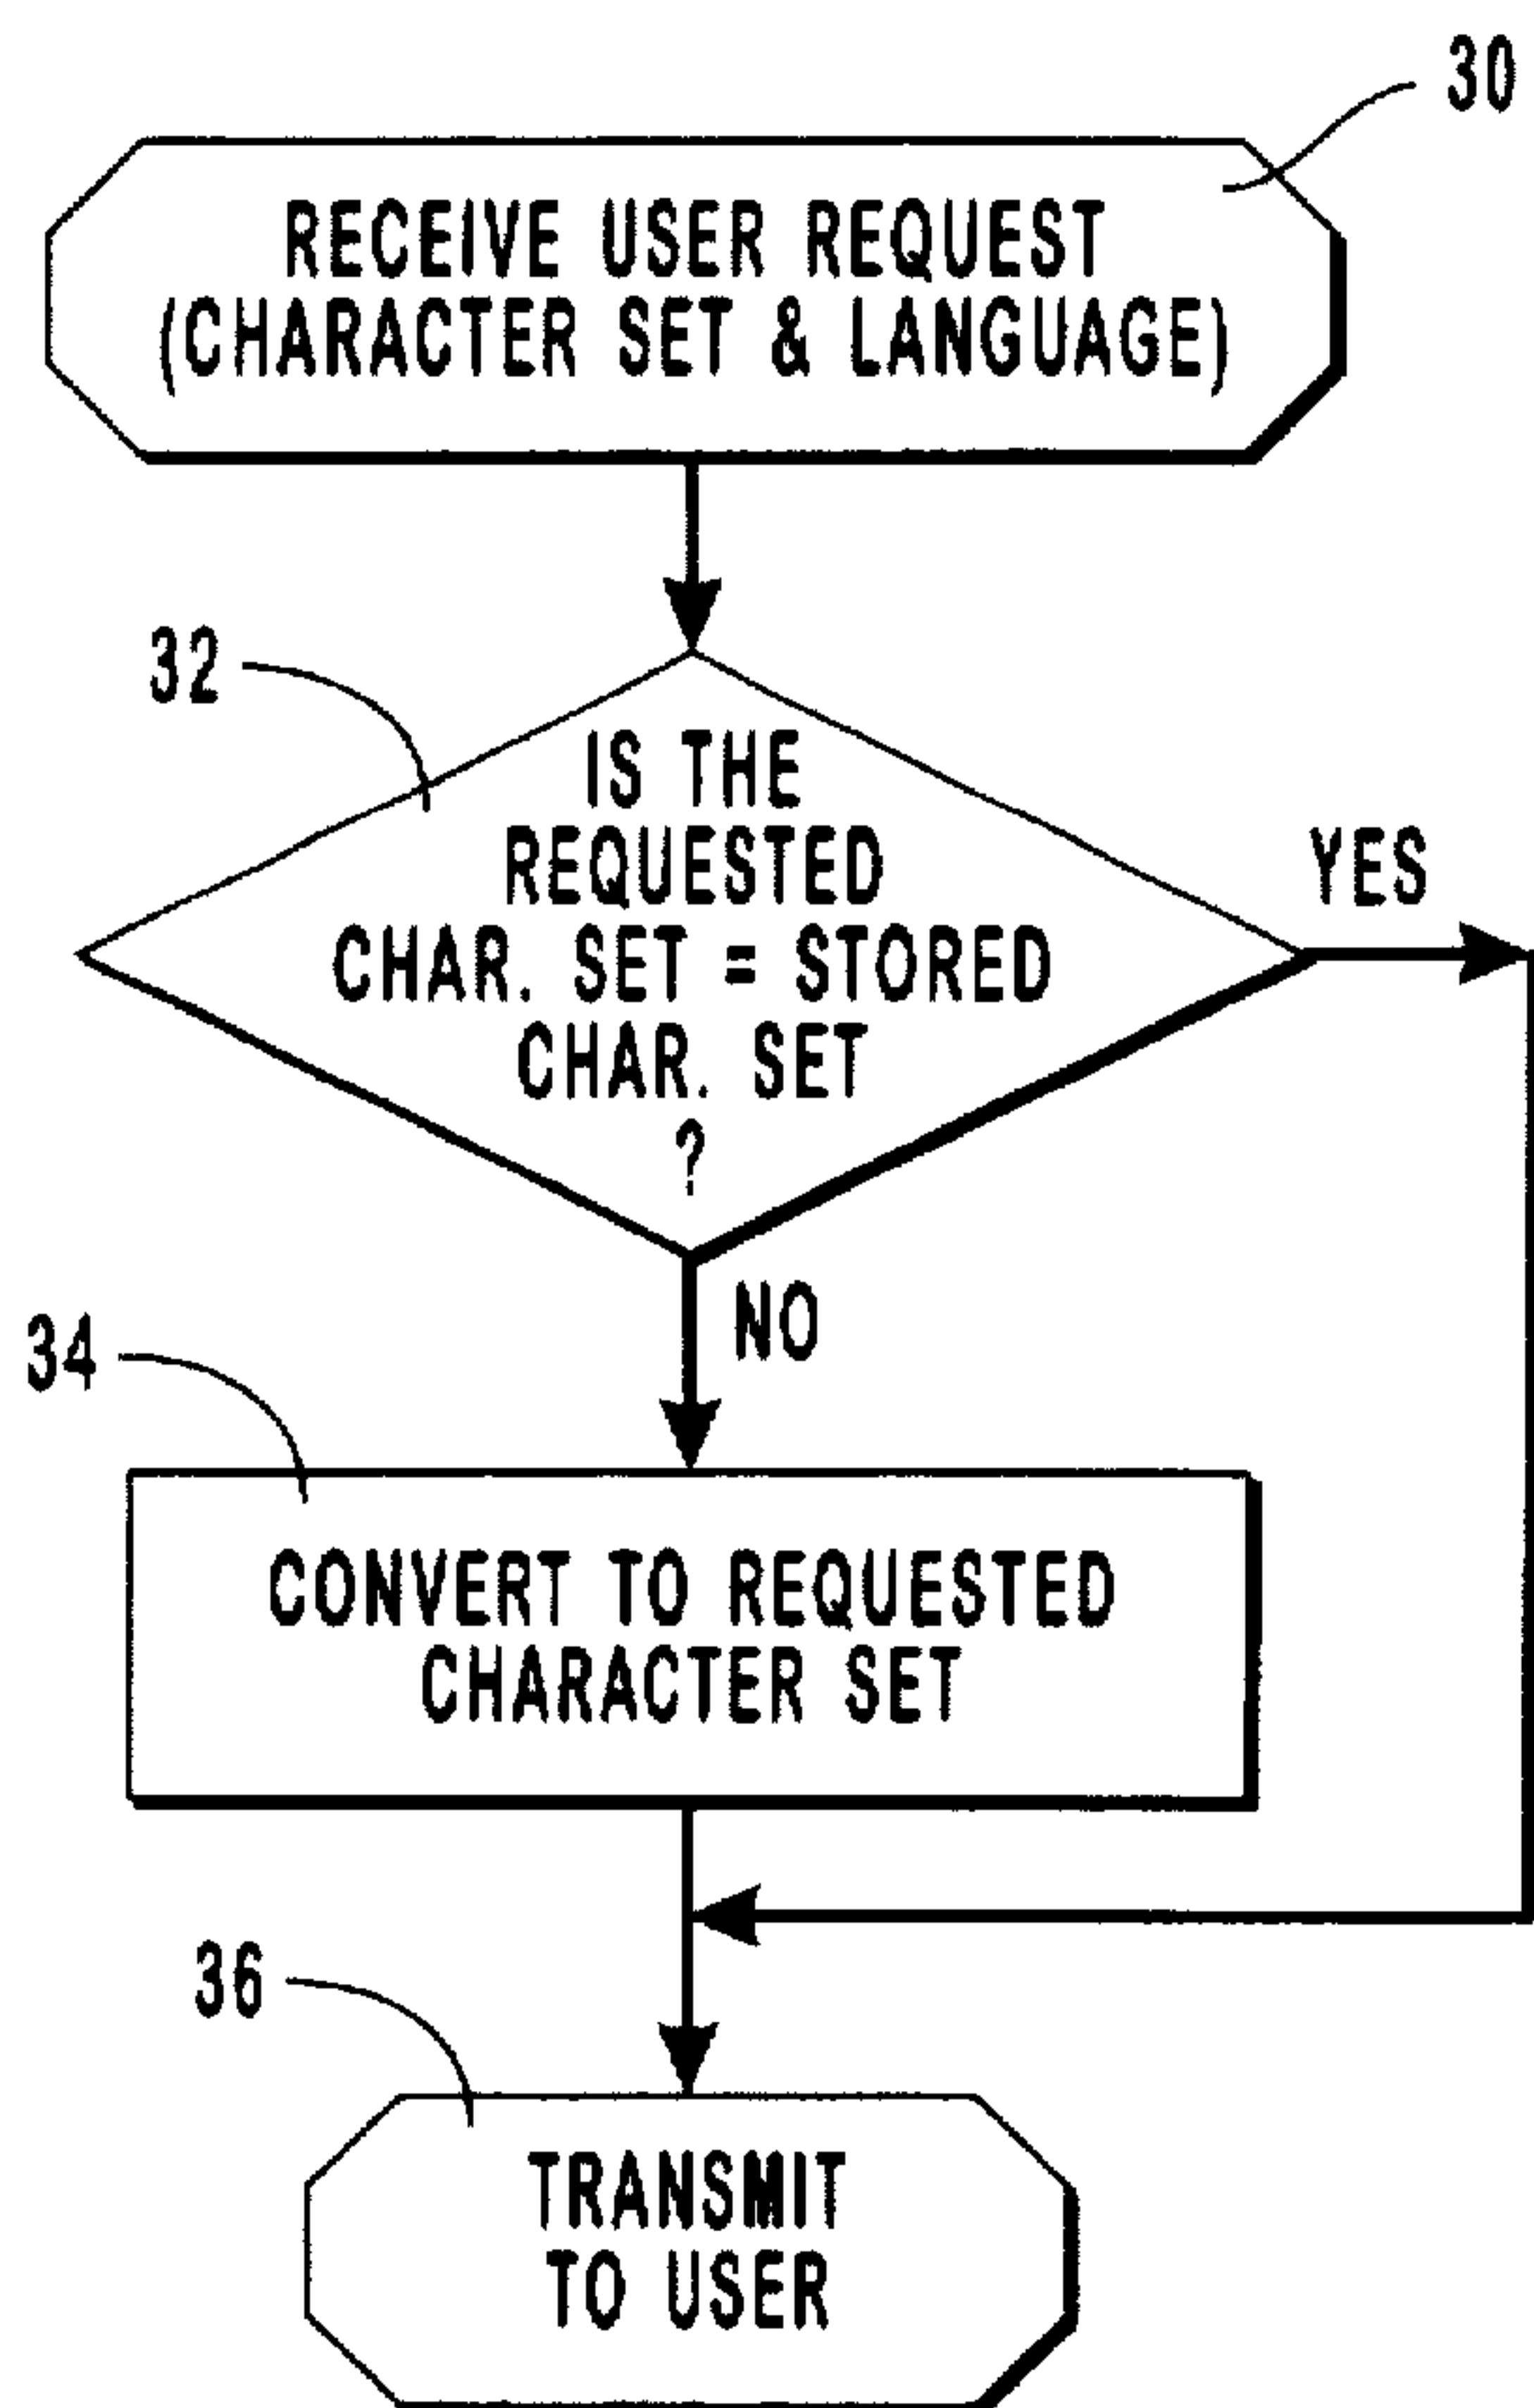 30
RECEIVE USER REQUEST
(CHARACTER SET & LANGUAGE)
32
IS THE
REQUESTED
CHAR. SET = STORED
CHAR. SET
?
YES
NO
34
CONVERT TO REQUESTED
CHARACTER SET
36
TRANSMIT
TO USER